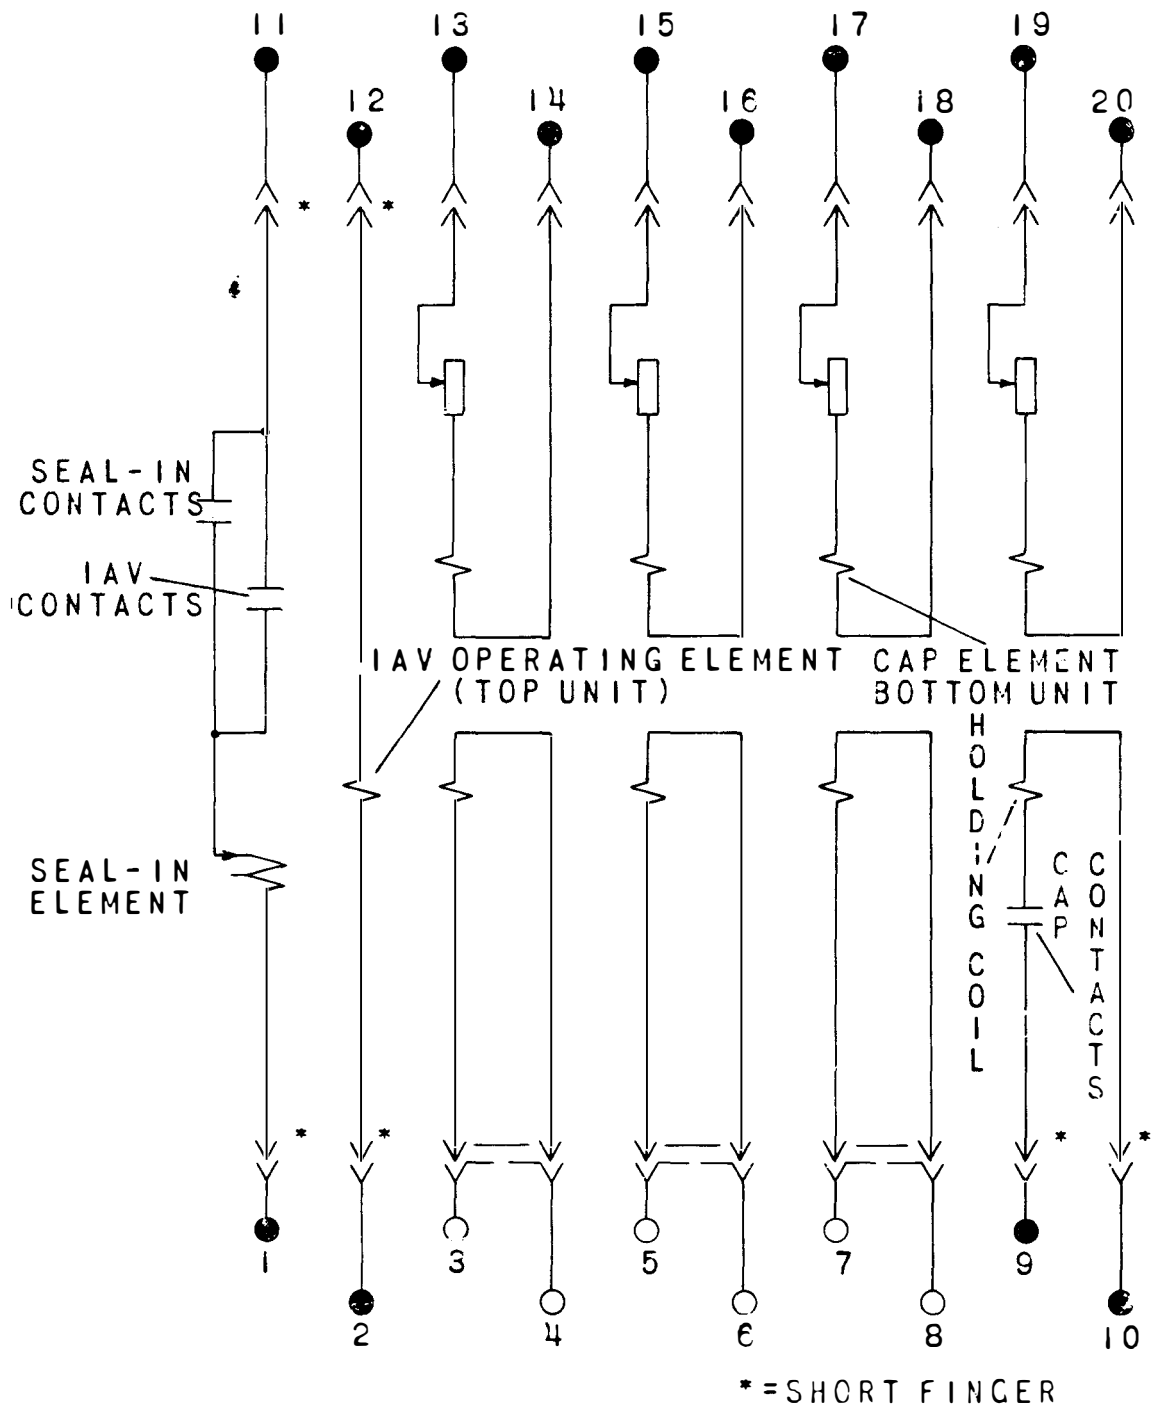 11 13 15 17 19
12 14 16 18 20
* *
SEAL-IN
CONTACTS
IAV
CONTACTS
IAV OPERATING ELEMENT
(TOP UNIT)
CAP ELEMENT
BOTTOM UNIT
HOLDING COIL
SEAL-IN
ELEMENT
CAP
CONTACTS
* * * *
1 3 5 7 9
2 4 6 8 10
*=SHORT FINGER